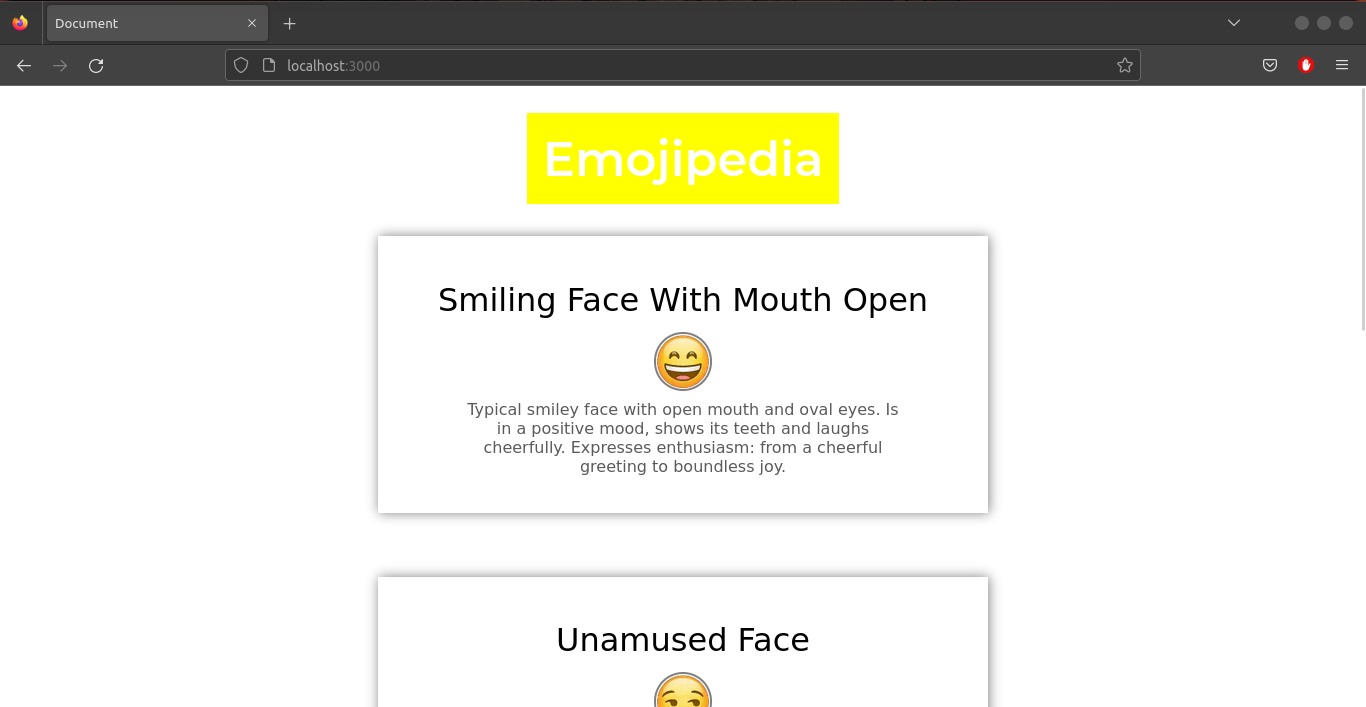 Document
localhost:3000
Emojipedia
Smiling Face With Mouth Open
Typical smiley face with open mouth and oval eyes. Is
in a positive mood, shows its teeth and laughs
cheerfully. Expresses enthusiasm: from a cheerful
greeting to boundless joy.
Unamused Face